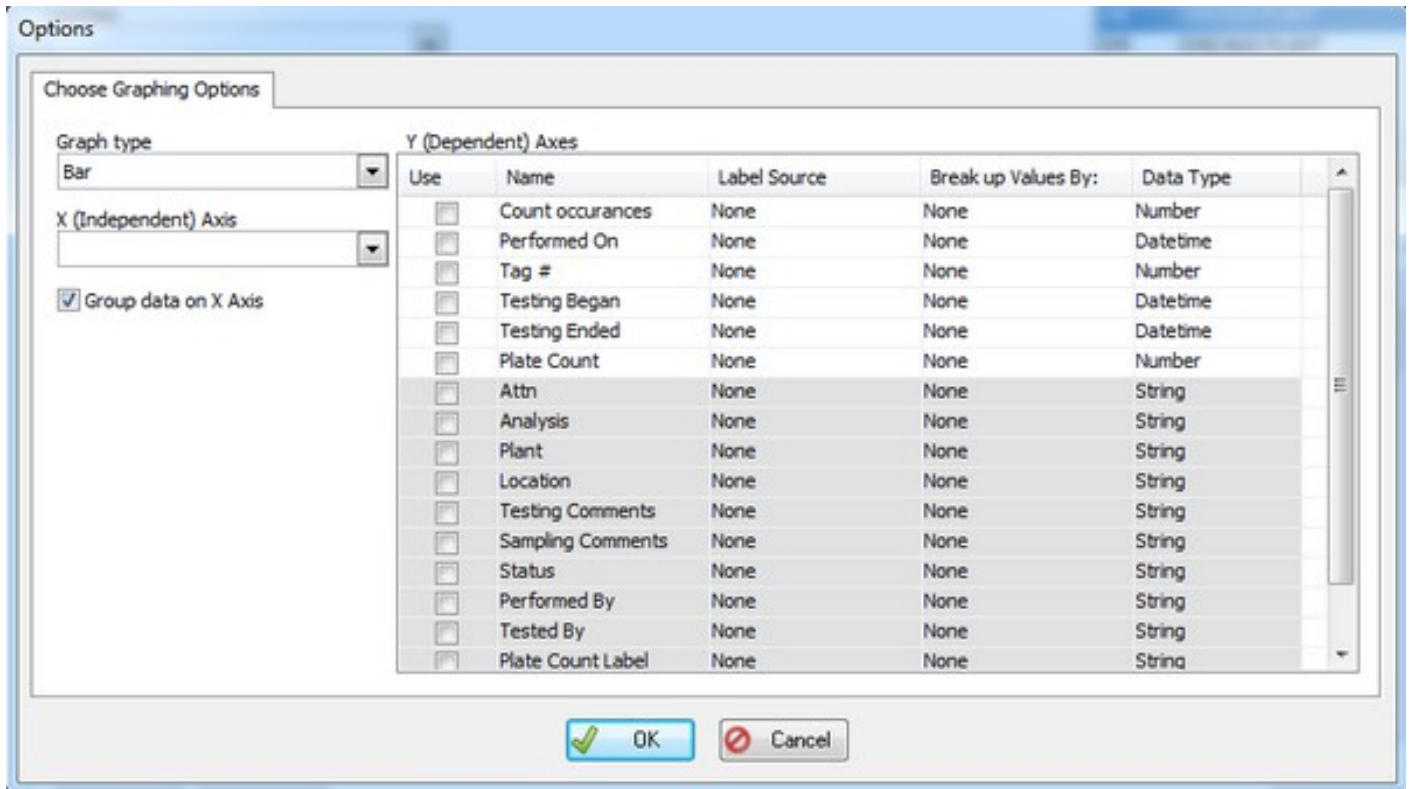 Options
Choose Graphing Options
Graph type
Bar
X (Independent) Axis
Group data on X Axis
Y (Dependent) Axes
Use Name Label Source Break up Values By: Data Type
Count occurances None None Number
Performed On None None Datetime
Tag # None None Number
Testing Began None None Datetime
Testing Ended None None Datetime
Plate Count None None Number
Attn None None String
Analysis None None String
Plant None None String
Location None None String
Testing Comments None None String
Sampling Comments None None String
Status None None String
Performed By None None String
Tested By None None String
Plate Count Label None None String
OK Cancel